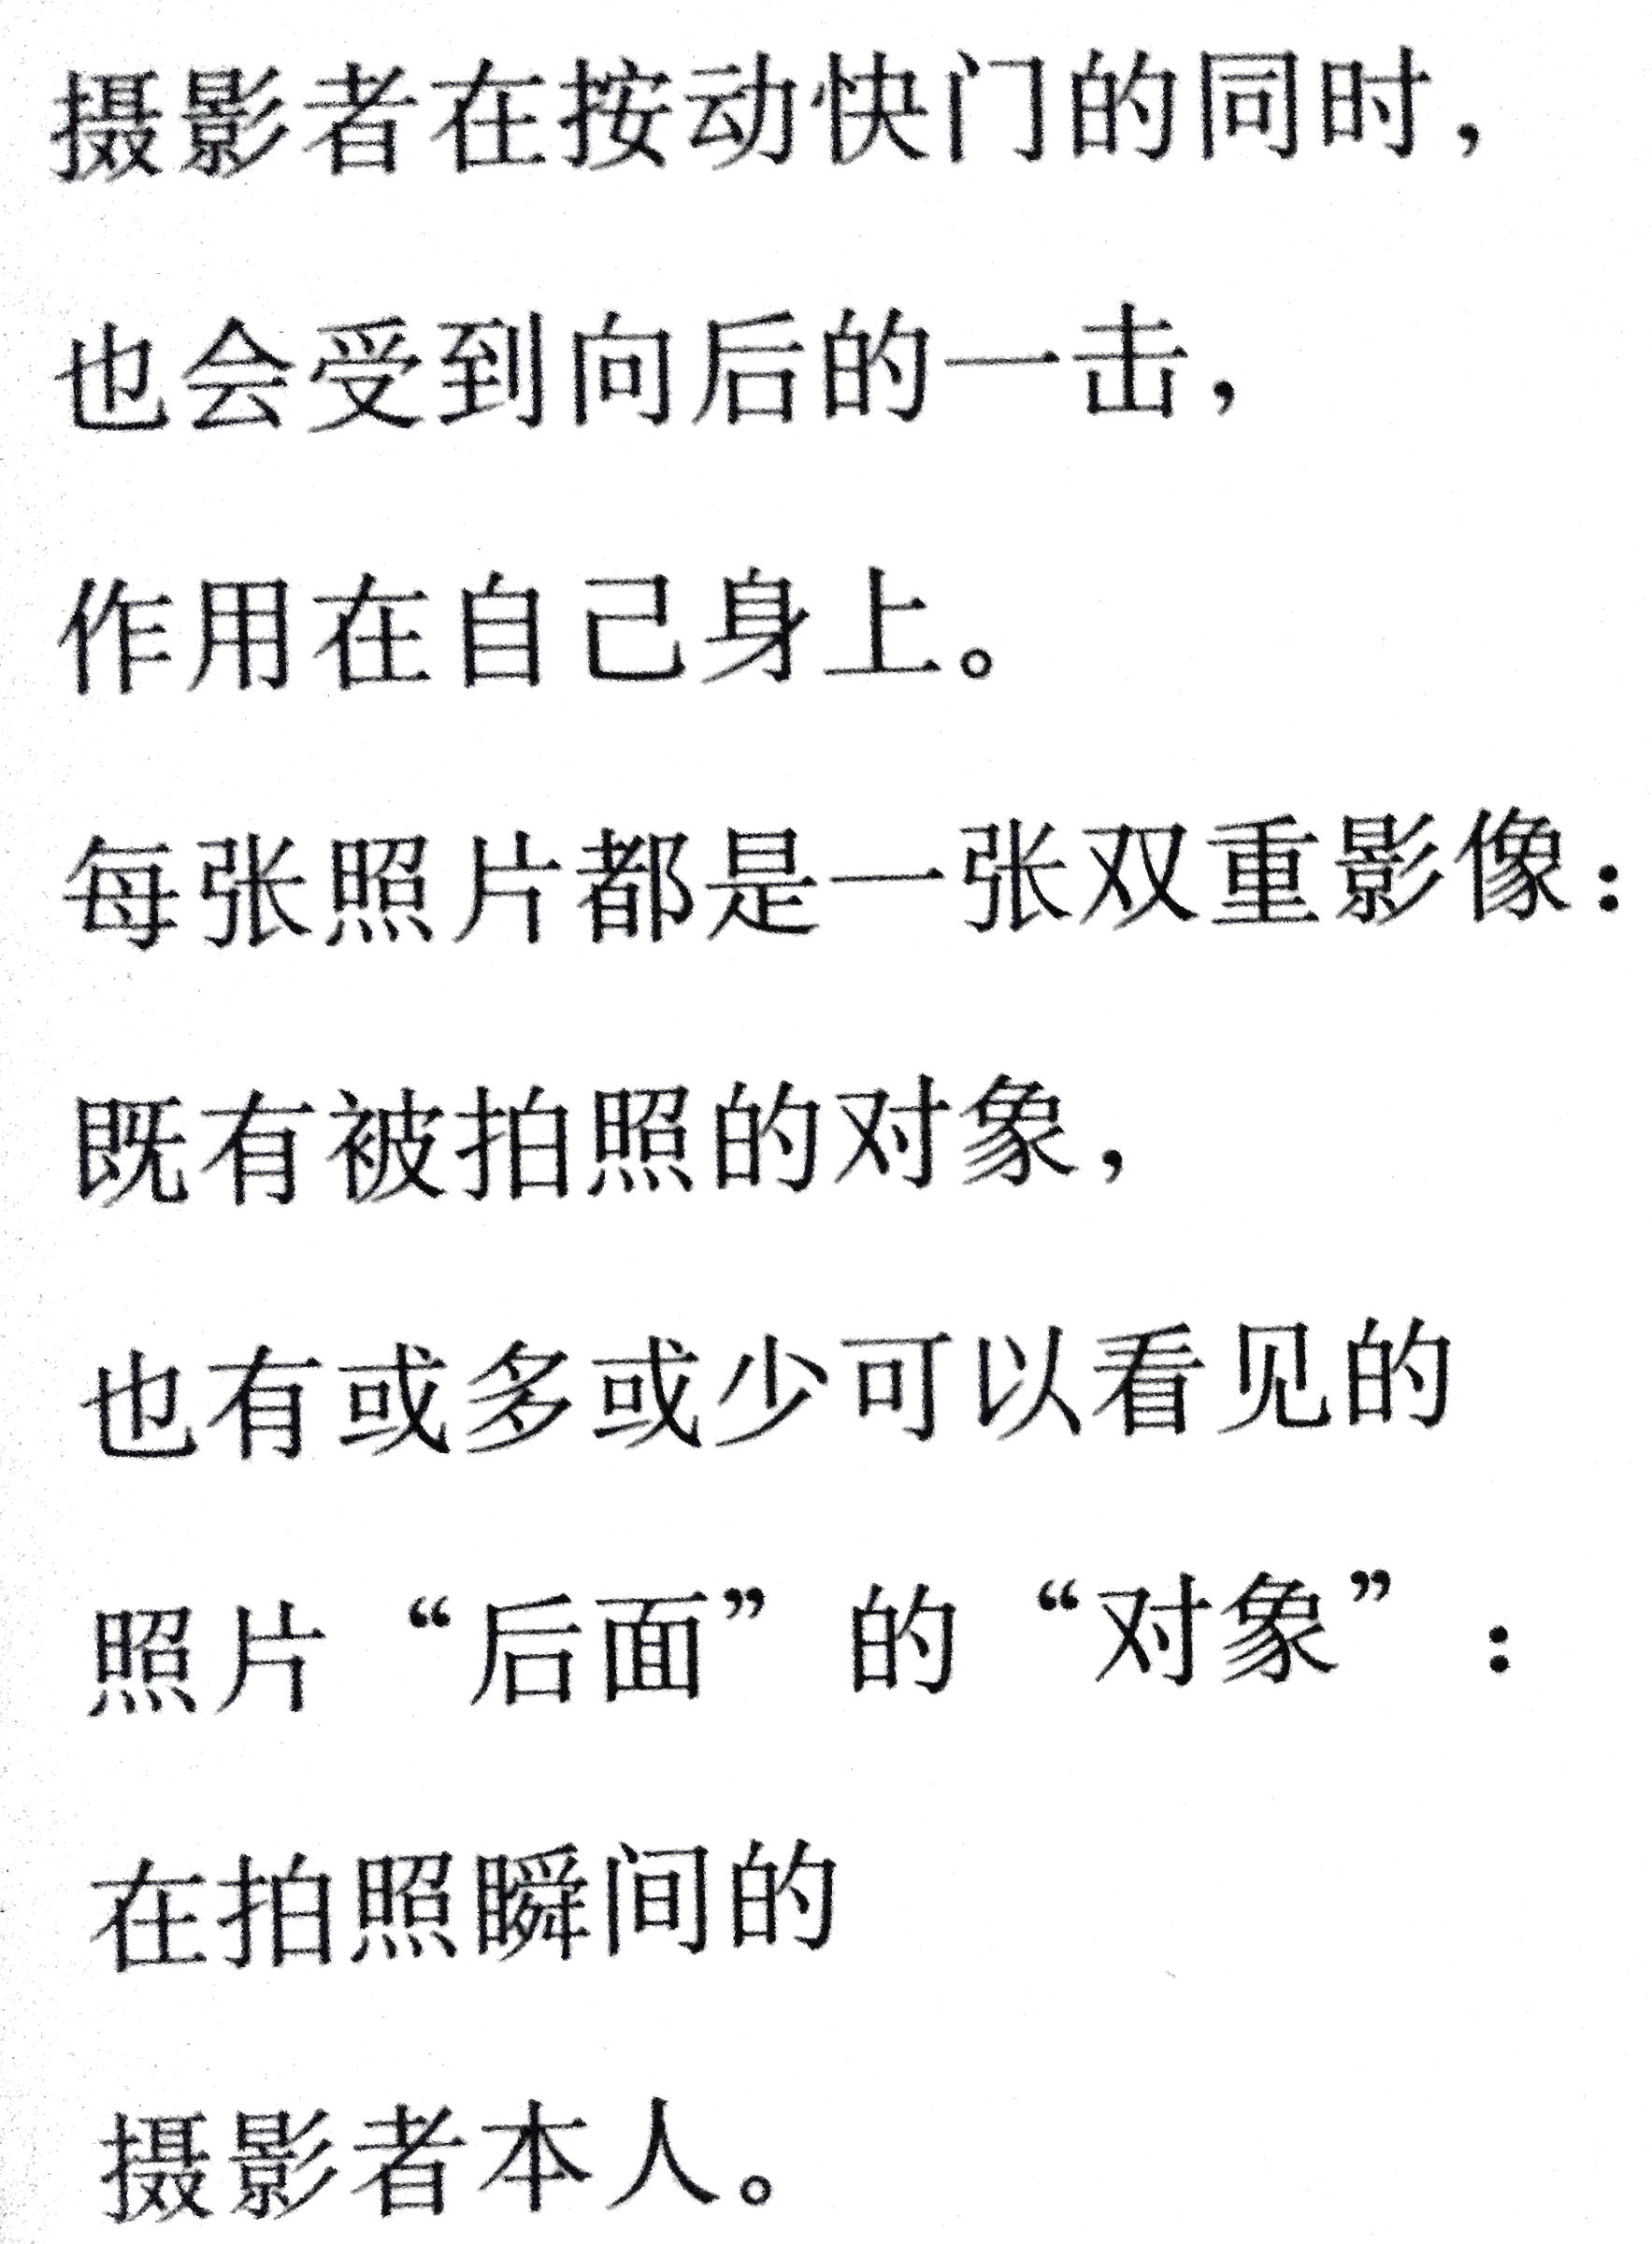 摄影者在按动快门的同时，
也会受到向后的一击，
作用在自己身上。
每张照片都是一张双重影像：
既有被拍照的对象，
也有或多或少可以看见的
照片“后面”的“对象”：
在拍照瞬间的
摄影者本人。